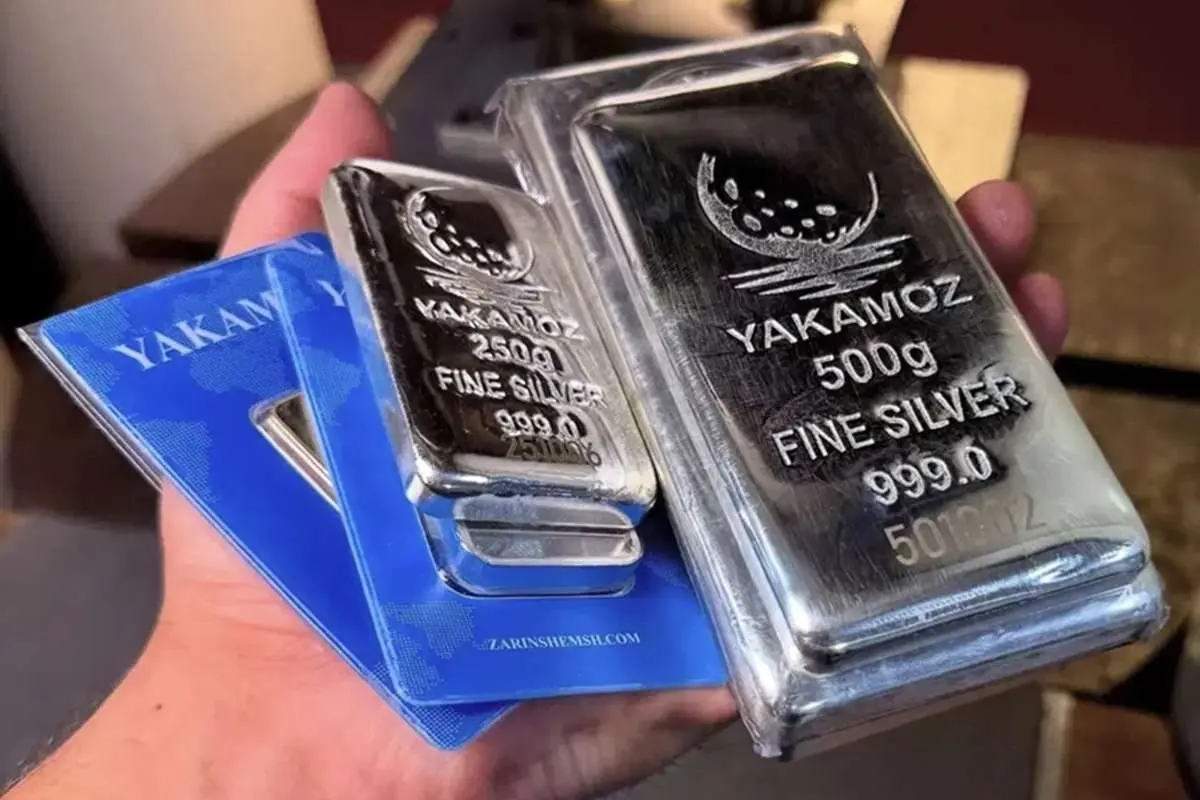 YAKAM
Y
YAKAMOZ
250g
FINE SILVER
999.0
ZARINSHEMSH.COM
YAKAMOZ
500g
FINE SILVER
999.0